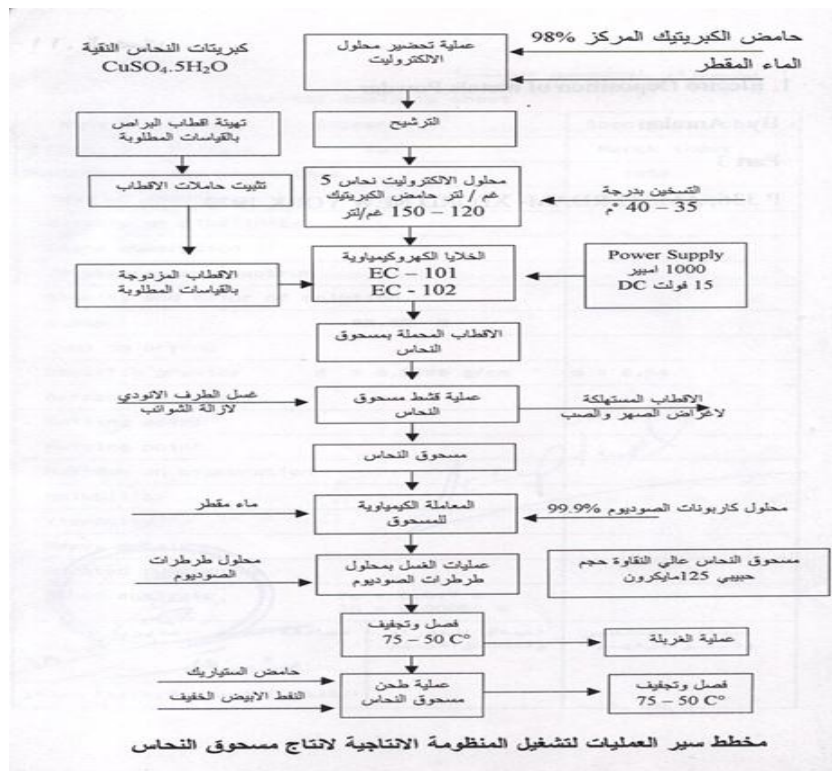 كبريتات النحاس النقية
CuSO₄.5H₂O
عملية تحضير محلول
الالكتروليت
حامض الكبريتيك المركز 98%
الماء المقطر
تهيئة اقطاب البراص
بالقياسات المطلوبة
الترشيح
تثبيت حاملات الاقطاب
محلول الالكتروليت نحاس 5
غم / لتر حامض الكبريتيك
120 – 150 غم/لتر
التسخين بدرجة
35 – 40 م°
الاقطاب المزدوجة
بالقياسات المطلوبة
الخلايا الكهروكيمياوية
EC – 101
EC - 102
Power Supply
1000 امبير
15 فولت DC
الاقطاب المحملة بمسحوق
النحاس
غسل الطرف الانودي
لازالة الشوائب
عملية قشط مسحوق
النحاس
الاقطاب المستهلكة
لاغراض الصهر والصب
مسحوق النحاس
ماء مقطر
المعاملة الكيمياوية
للمسحوق
محلول كاربونات الصوديوم 99.9%
محلول طرطرات
الصوديوم
عمليات الغسل بمحلول
طرطرات الصوديوم
مسحوق النحاس عالي النقاوة حجم
حبيبي 125مايكرون
فصل وتجفيف
75 – 50 C°
عملية الغربلة
حامض الستياريك
النفط الابيض الخفيف
عملية طحن
مسحوق النحاس
فصل وتجفيف
75 – 50 C°
مخطط سير العمليات لتشغيل المنظومة الانتاجية لانتاج مسحوق النحاس